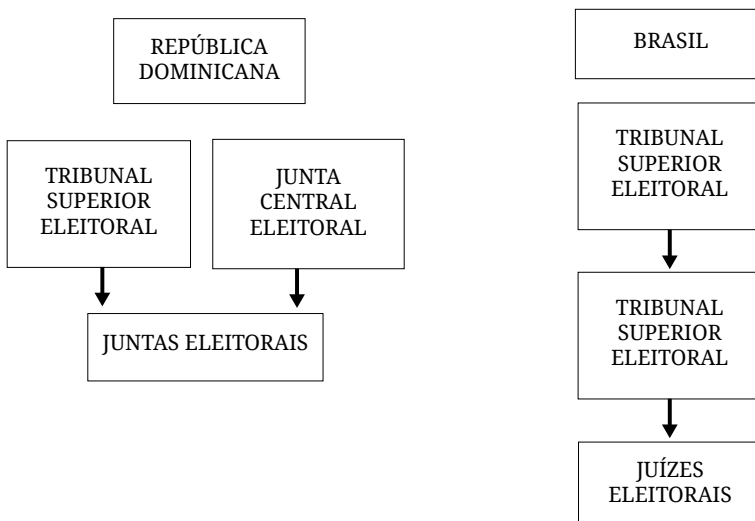 REPÚBLICA
DOMINICANA
TRIBUNAL
SUPERIOR
ELEITORAL
JUNTA
CENTRAL
ELEITORAL
JUNTAS ELEITORAIS
BRASIL
TRIBUNAL
SUPERIOR
ELEITORAL
TRIBUNAL
SUPERIOR
ELEITORAL
JUÍZES
ELEITORAIS